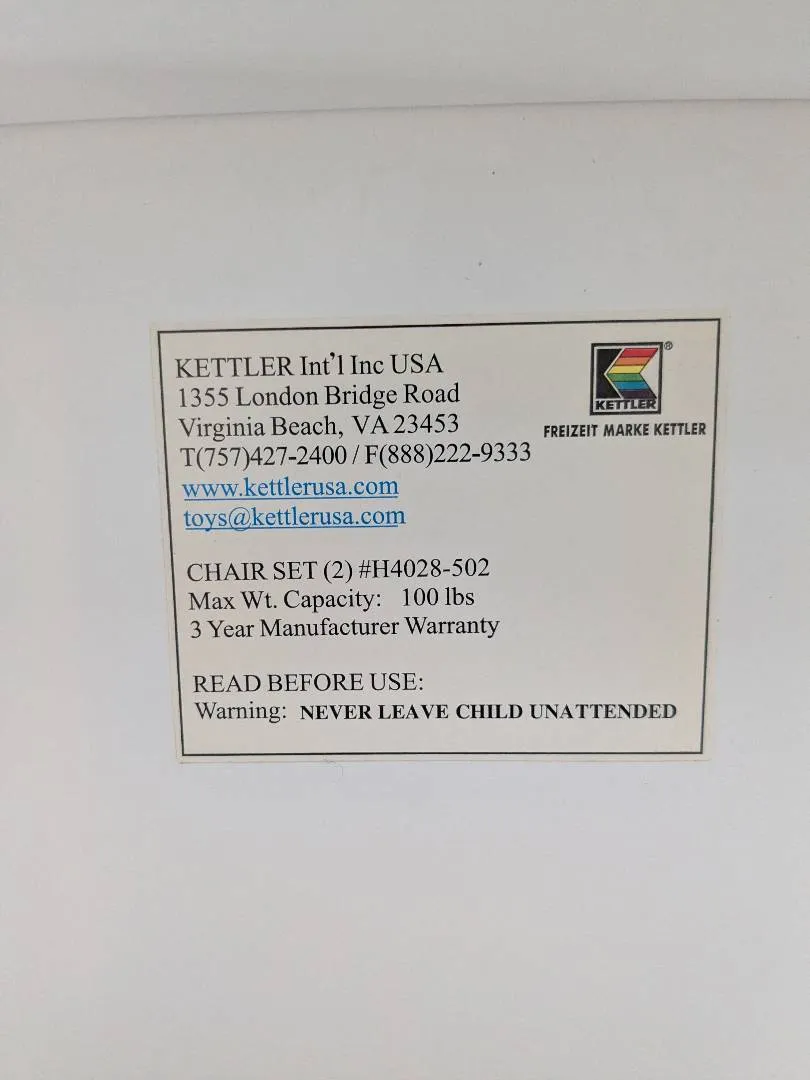 KETTLER Int'l Inc USA
1355 London Bridge Road
Virginia Beach, VA 23453
T(757)427-2400 / F(888)222-9333
www.kettlerusa.com
toys@kettlerusa.com
KETTLER®
FREIZEIT MARKE KETTLER
CHAIR SET (2) #H4028-502
Max Wt. Capacity: 100 lbs
3 Year Manufacturer Warranty
READ BEFORE USE:
Warning: NEVER LEAVE CHILD UNATTENDED